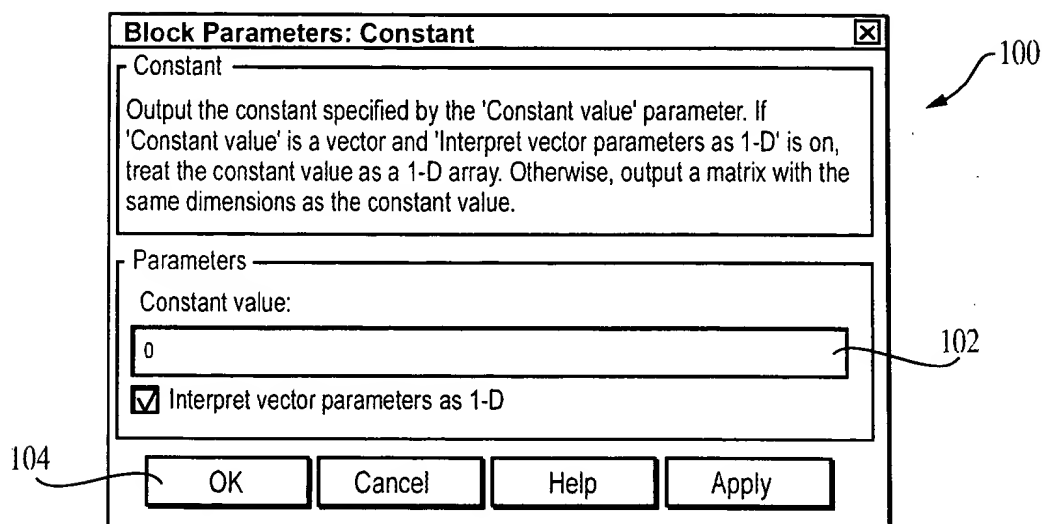 Block Parameters: Constant
100
Constant
Output the constant specified by the 'Constant value' parameter. If
'Constant value' is a vector and 'Interpret vector parameters as 1-D' is on,
treat the constant value as a 1-D array. Otherwise, output a matrix with the
same dimensions as the constant value.
Parameters
Constant value:
0
102
Interpret vector parameters as 1-D
104
OK Cancel Help Apply